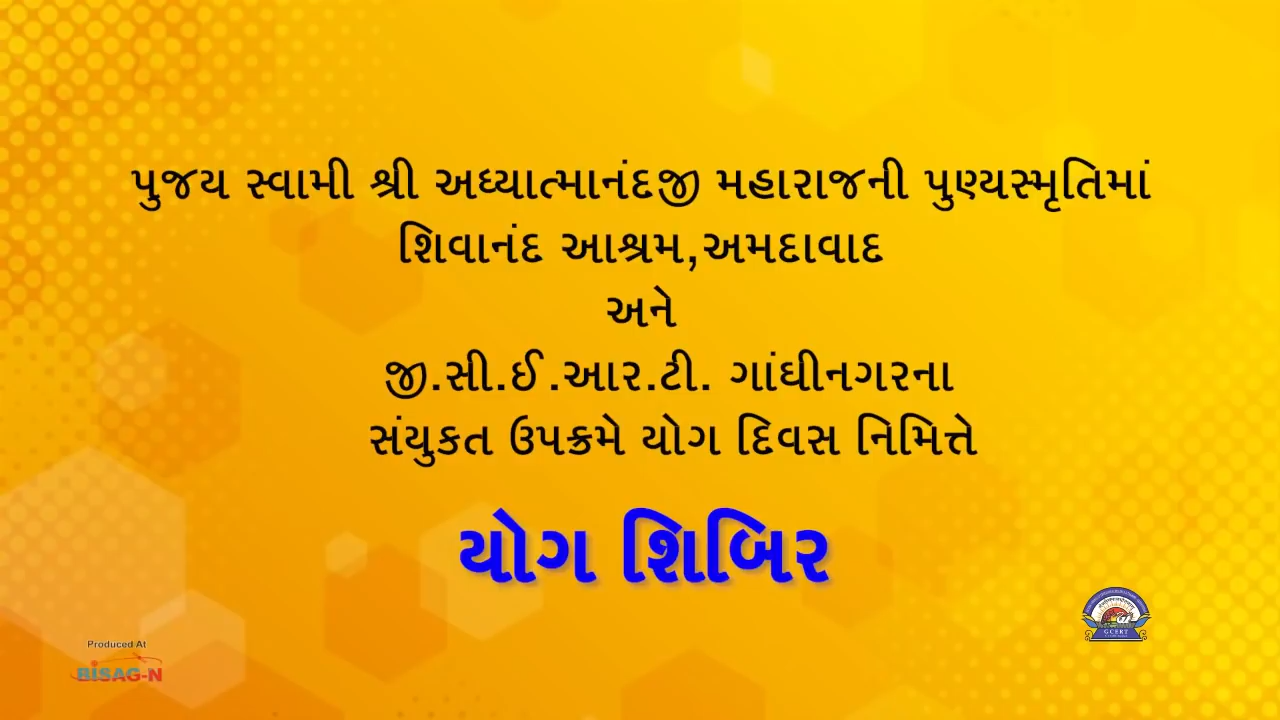 પુજય સ્વામી શ્રી અધ્યાત્માનંદજી મહારાજની પુણ્યસ્મૃતિમાં
શિવાનંદ આશ્રમ,અમદાવાદ
અને
જી.સી.ઈ.આર.ટી. ગાંધીનગરના
સંયુકત ઉપક્રમે યોગ દિવસ નિમિત્તે
યોગ શિબિર
Produced At
BISAG-N
GCERT